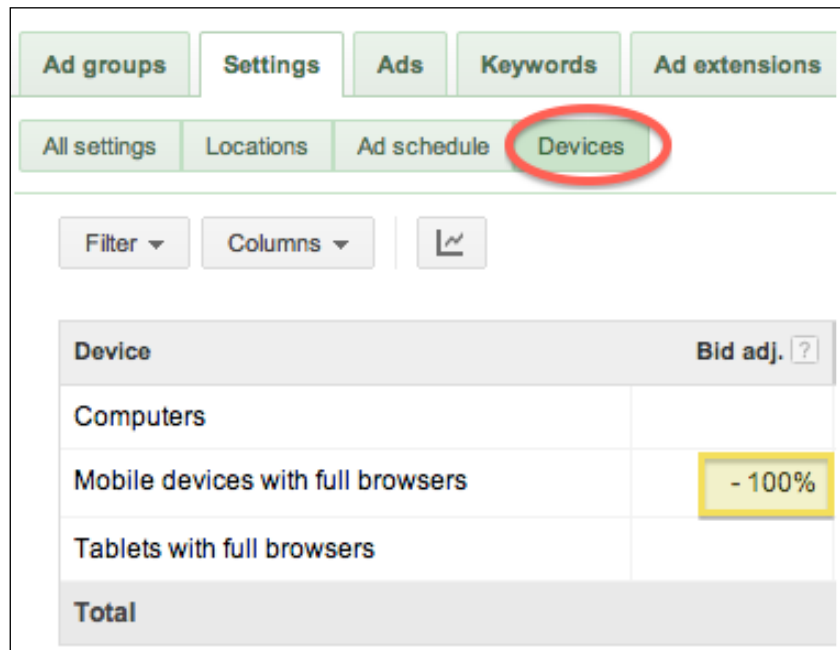 Ad groups Settings Ads Keywords Ad extensions
All settings Locations Ad schedule Devices
Filter Columns
Device Bid adj. ?
Computers
Mobile devices with full browsers - 100%
Tablets with full browsers
Total